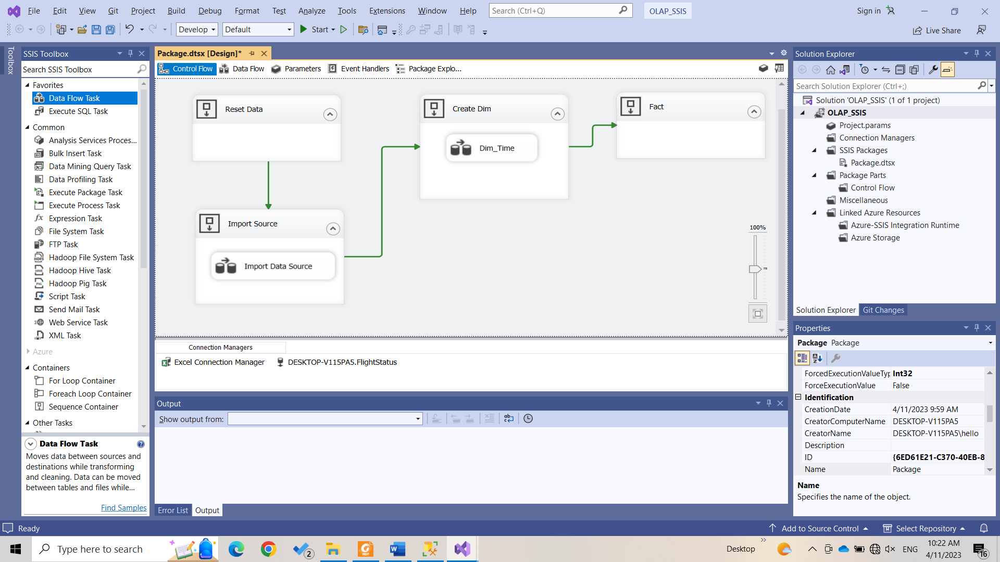 File Edit View Git Project Build Debug Format Test Analyze Tools Extensions Window Help Search (Ctrl+Q) OLAP_SSIS Sign in
Develop Default Start Live Share
Toolbox
SSIS Toolbox
Search SSIS Toolbox
Favorites
Data Flow Task
Execute SQL Task
Common
Analysis Services Proces...
Bulk Insert Task
Data Mining Query Task
Data Profiling Task
Execute Package Task
Execute Process Task
Expression Task
File System Task
FTP Task
Hadoop File System Task
Hadoop Hive Task
Hadoop Pig Task
Script Task
Send Mail Task
Web Service Task
XML Task
Azure
Containers
For Loop Container
Foreach Loop Container
Sequence Container
Other Tasks
Data Flow Task
Moves data between sources and
destinations while transforming
and cleaning. Data can be moved
between tables and files while...
Find Samples
Package.dtsx [Design]*
Control Flow Data Flow Parameters Event Handlers Package Explo...
Reset Data
Create Dim
Fact
Dim_Time
Import Source
Import Data Source
100%
Connection Managers
Excel Connection Manager DESKTOP-V115PA5.FlightStatus
Output
Show output from:
Error List Output
Solution Explorer
Search Solution Explorer (Ctrl+;)
Solution 'OLAP_SSIS' (1 of 1 project)
OLAP_SSIS
Project.params
Connection Managers
SSIS Packages
Package.dtsx
Package Parts
Control Flow
Miscellaneous
Linked Azure Resources
Azure-SSIS Integration Runtime
Azure Storage
Solution Explorer Git Changes
Properties
Package Package
ForcedExecutionValueTyp Int32
ForceExecutionValue False
Identification
CreationDate 4/11/2023 9:59 AM
CreatorComputerName DESKTOP-V115PA5
CreatorName DESKTOP-V115PA5\hello
Description
ID {6ED61E21-C370-40EB-8
Name Package
Name
Specifies the name of the object.
Ready Add to Source Control Select Repository
Type here to search 2 Desktop ENG 10:22 AM
4/11/2023 16